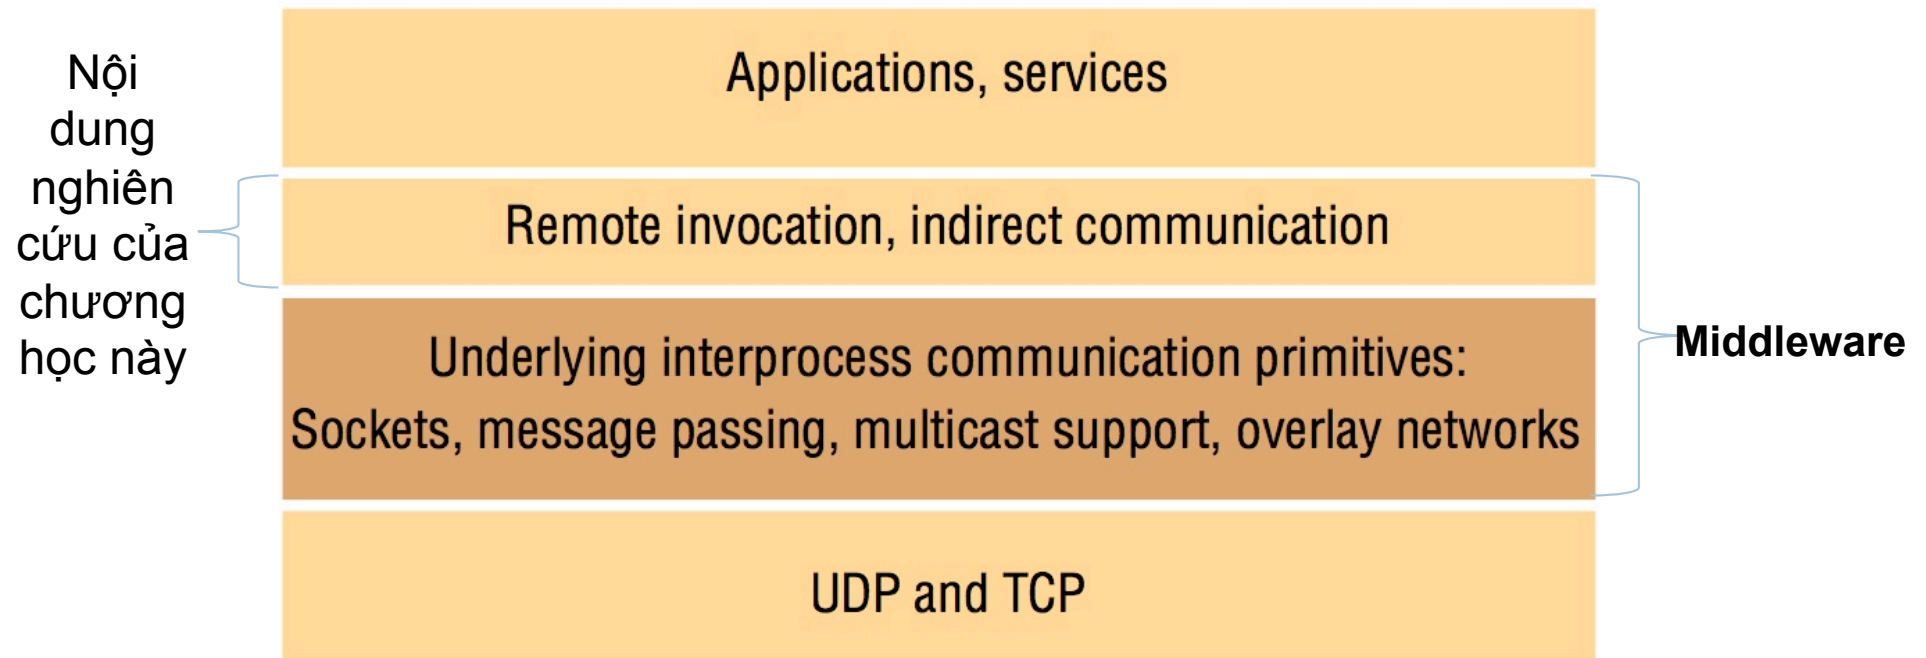 Nội
dung
nghiên
cứu của
chương
học này
Applications, services
Remote invocation, indirect communication
Underlying interprocess communication primitives:
Sockets, message passing, multicast support, overlay networks
UDP and TCP
Middleware